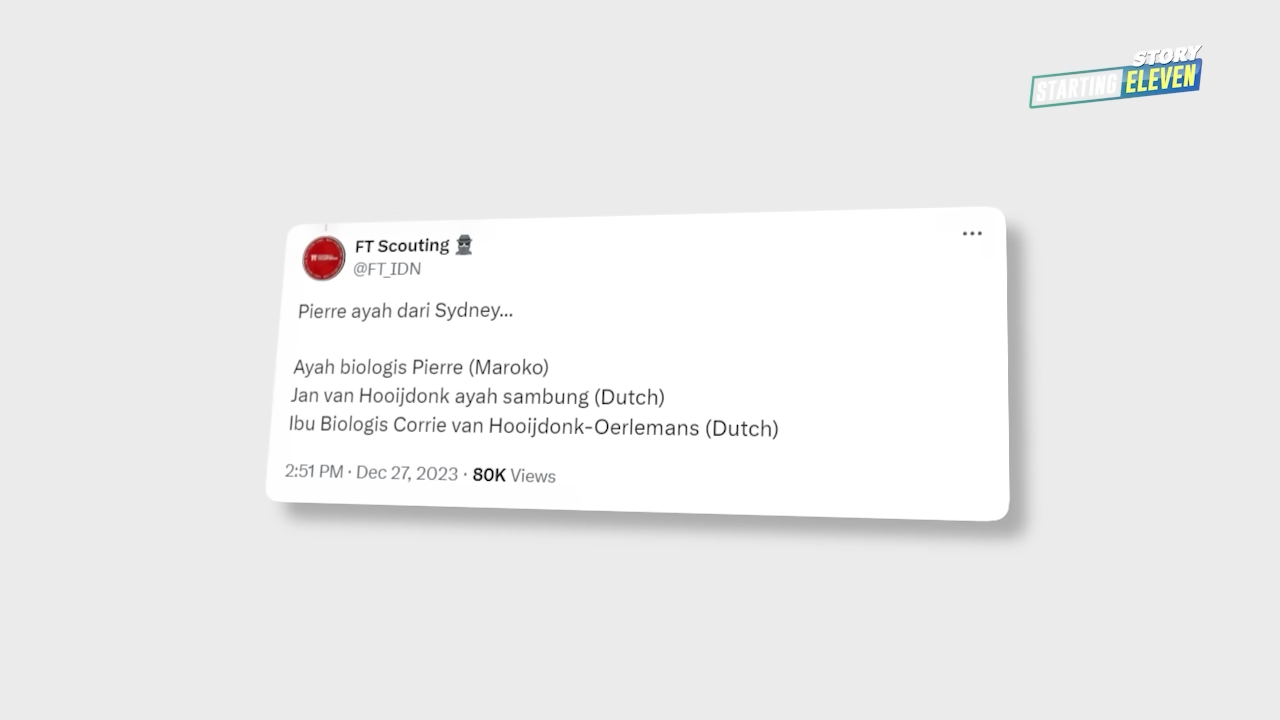 STORY
STARTING ELEVEN
FT Scouting
@FT_IDN
Pierre ayah dari Sydney...
Ayah biologis Pierre (Maroko)
Jan van Hooijdonk ayah sambung (Dutch)
Ibu Biologis Corrie van Hooijdonk-Oerlemans (Dutch)
2:51 PM · Dec 27, 2023 · 80K Views